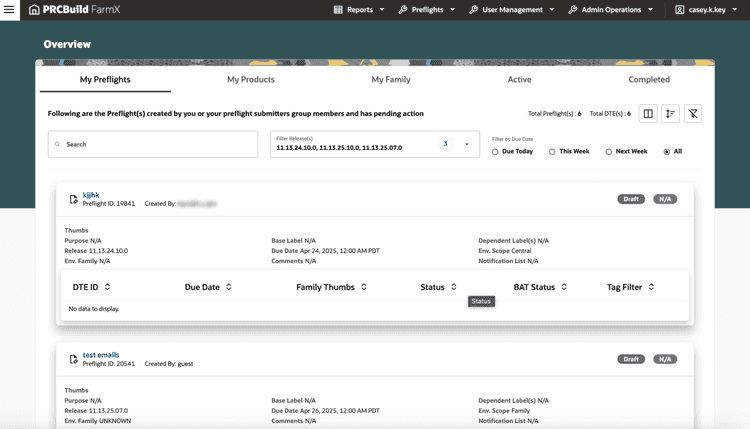 PRCBuild FarmX Reports Preflights User Management Admin Operations casey.k.key
Overview
My Preflights My Products My Family Active Completed
Following are the Preflight(s) created by you or your preflight submitters group members and has pending action Total Preflight(s) : 6 Total DTE(s) : 6
Search
Filter Release(s)
11.13.24.10.0, 11.13.25.10.0, 11.13.25.07.0 3
Filter by Due Date
Due Today This Week Next Week All
kjjhk
Preflight ID: 19841 Created By:
Draft N/A
Thumbs
Purpose N/A Base Label N/A Dependent Label(s) N/A
Release 11.13.24.10.0 Due Date Apr 24, 2025, 12:00 AM PDT Env. Scope Central
Env. Family N/A Comments N/A Notification List N/A
DTE ID Due Date Family Thumbs Status BAT Status Tag Filter
Status
No data to display.
test emails
Preflight ID: 20541 Created By: guest
Draft N/A
Thumbs
Purpose N/A Base Label N/A Dependent Label(s) N/A
Release 11.13.25.07.0 Due Date Apr 26, 2025, 12:00 AM PDT Env. Scope Family
Env. Family UNKNOWN Comments N/A Notification List N/A